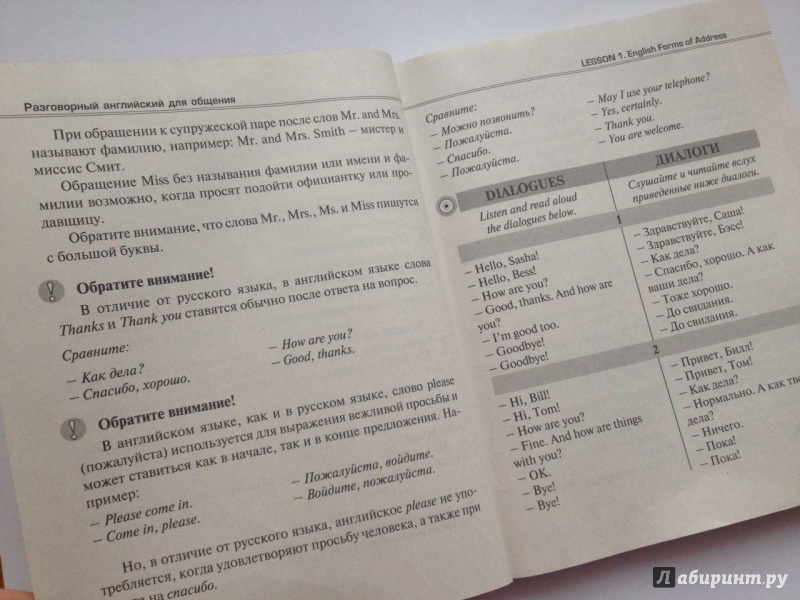 Разговорный английский для общения
При обращении к супружеской паре после слов Mr. and Mrs.
называют фамилию, например: Mr. and Mrs. Smith – мистер и
миссис Смит.
Обращение Miss без называния фамилии или имени и фа-
милии возможно, когда просят подойти официантку или про-
давщицу.
Обратите внимание, что слова Mr., Mrs., Ms. и Miss пишутся
с большой буквы.
Обратите внимание!
В отличие от русского языка, в английском языке слова
Thanks и Thank you ставятся обычно после ответа на вопрос.
Сравните:
– Как дела?
– Спасибо, хорошо.
– How are you?
– Good, thanks.
Обратите внимание!
В английском языке, как и в русском языке, слово please
(пожалуйста) используется для выражения вежливой просьбы и
может ставиться как в начале, так и в конце предложения. На-
пример:
– Please come in.
– Come in, please.
– Пожалуйста, войдите.
– Войдите, пожалуйста.
Но, в отличие от русского языка, английское please не упо-
требляется, когда удовлетворяют просьбу человека, а также при
на спасибо.
LESSON 1. English Forms of Address
Сравните:
– Можно позвонить?
– Пожалуйста.
– Спасибо.
– Пожалуйста.
– May I use your telephone?
– Yes, certainly.
– Thank you.
– You are welcome.
DIALOGUES
Listen and read aloud
the dialogues below.
ДИАЛОГИ
Слушайте и читайте вслух
приведенные ниже диалоги.
1
– Hello, Sasha!
– Hello, Bess!
– How are you?
– Good, thanks. And how are
you?
– I'm good too.
– Goodbye!
– Goodbye!
– Здравствуйте, Саша!
– Здравствуйте, Бэсс!
– Как дела?
– Спасибо, хорошо. А как
ваши дела?
– Тоже хорошо.
– До свидания.
– До свидания.
2
– Hi, Bill!
– Hi, Tom!
– How are you?
– Fine. And how are things
with you?
– OK.
– Bye!
– Bye!
– Привет, Билл!
– Привет, Том!
– Как дела?
– Нормально. А как тво
дела?
– Ничего.
– Пока!
– Пока!
Лабиринт.ру